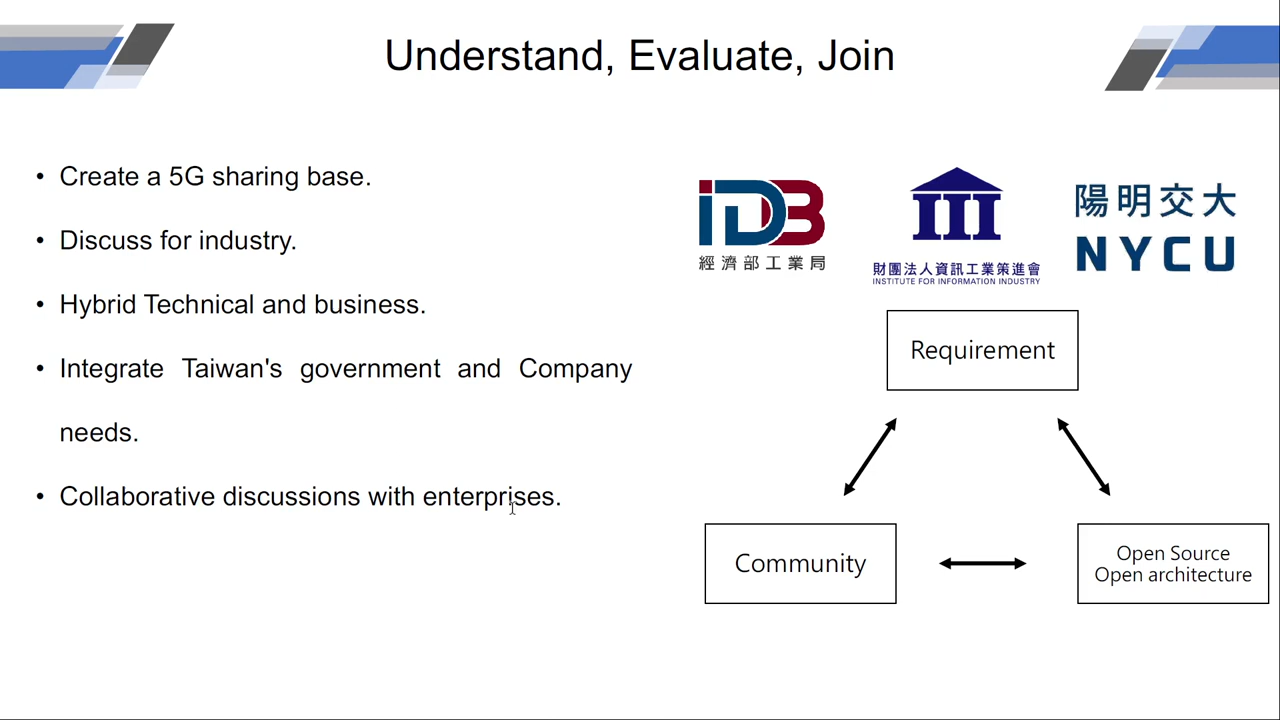 Understand, Evaluate, Join
• Create a 5G sharing base.
• Discuss for industry.
• Hybrid Technical and business.
• Integrate Taiwan's government and Company
needs.
• Collaborative discussions with enterprises.
IDB
經濟部工業局
III
財團法人資訊工業策進會
INSTITUTE FOR INFORMATION INDUSTRY
陽明交大
NYCU
Requirement
Community
Open Source
Open architecture